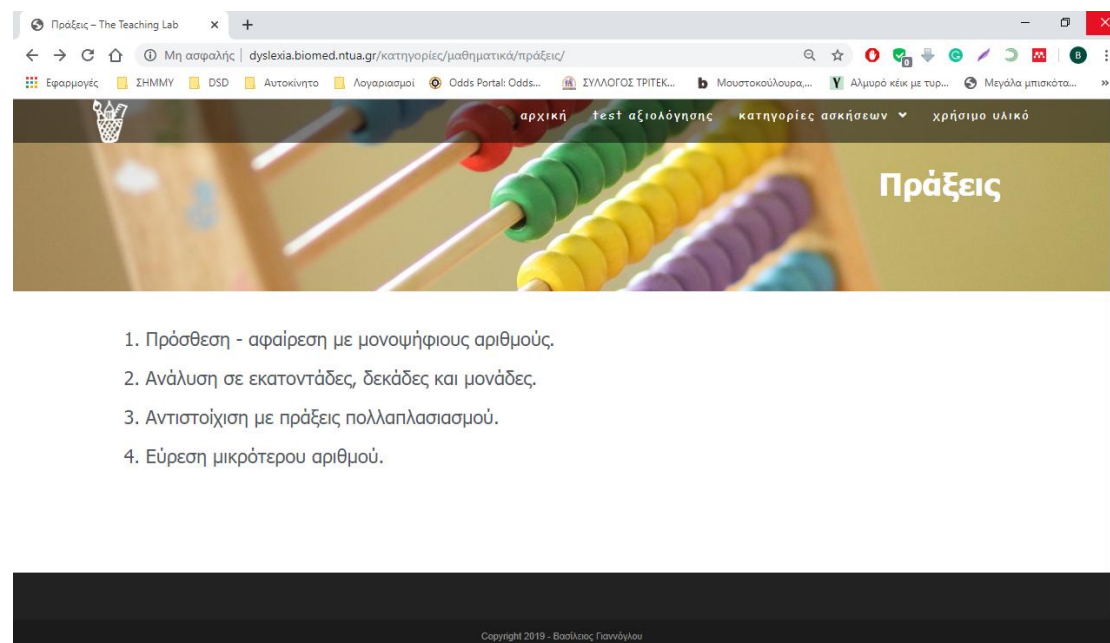 Πράξεις – The Teaching Lab
Μη ασφαλής | dyslexia.biomed.ntua.gr/κατηγορίες/μαθηματικά/πράξεις/
Εφαρμογές ΣΗΜΜΥ DSD Αυτοκίνητο Λογαριασμοί Odds Portal: Odds... ΣΥΛΛΟΓΟΣ ΤΡΙΤΕΚ... Μουστοκούλουρα,... Αλμυρό κέικ με τυρ... Μεγάλα μπισκότα... »
αρχική test αξιολόγησης κατηγορίες ασκήσεων χρήσιμο υλικό
Πράξεις
1. Πρόσθεση - αφαίρεση με μονοψήφιους αριθμούς.
2. Ανάλυση σε εκατοντάδες, δεκάδες και μονάδες.
3. Αντιστοίχιση με πράξεις πολλαπλασιασμού.
4. Εύρεση μικρότερου αριθμού.
Copyright 2019 - Βασίλειος Γιαννόγλου